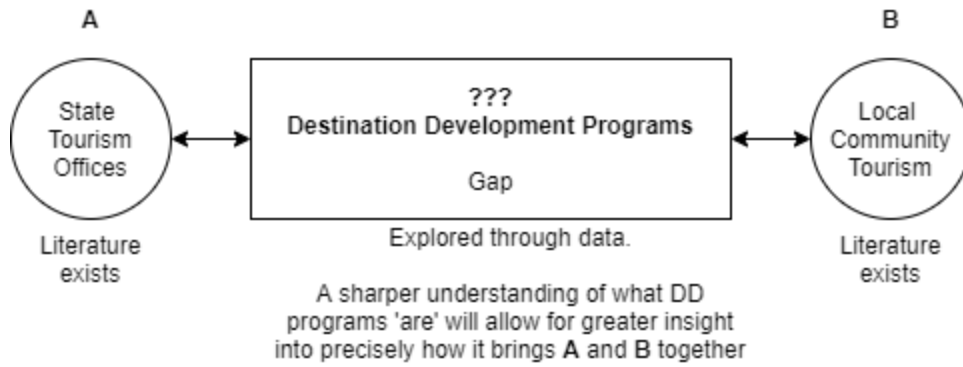 A
B
State
Tourism
Offices
???
Destination Development Programs
Gap
Local
Community
Tourism
Literature
exists
Explored through data.
Literature
exists
A sharper understanding of what DD
programs 'are' will allow for greater insight
into precisely how it brings A and B together